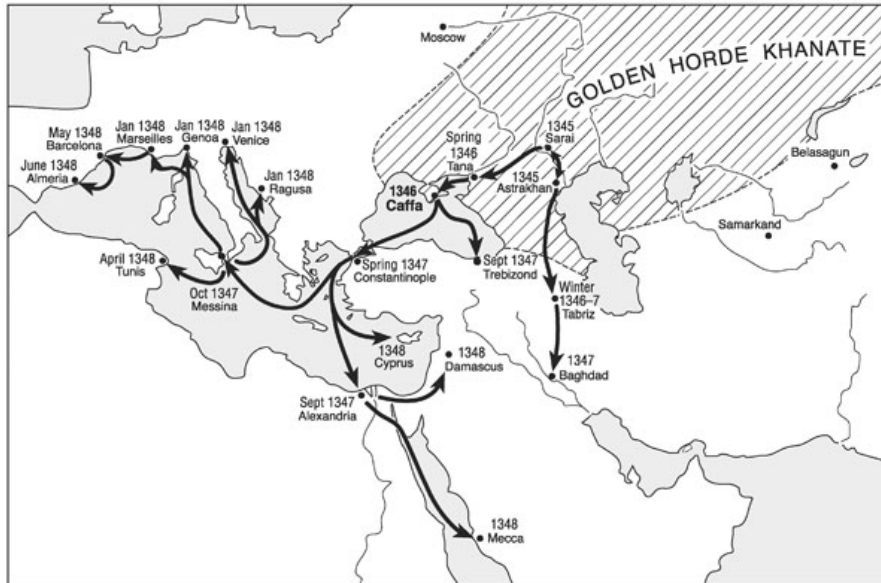 Moscow
GOLDEN HORDE KHANATE
May 1348
Barcelona
Jan 1348
Marseilles
Jan 1348
Genoa
Jan 1348
Venice
June 1348
Almeria
Jan 1348
Ragusa
Spring
1346
Tana
1345
Sarai
1345
Astrakhan
Belasagun
1346
Caffa
Samarkand
April 1348
Tunis
Oct 1347
Messina
Spring 1347
Constantinople
Sept 1347
Trebizond
Winter
1346–7
Tabriz
1348
Cyprus
1348
Damascus
1347
Baghdad
Sept 1347
Alexandria
1348
Mecca